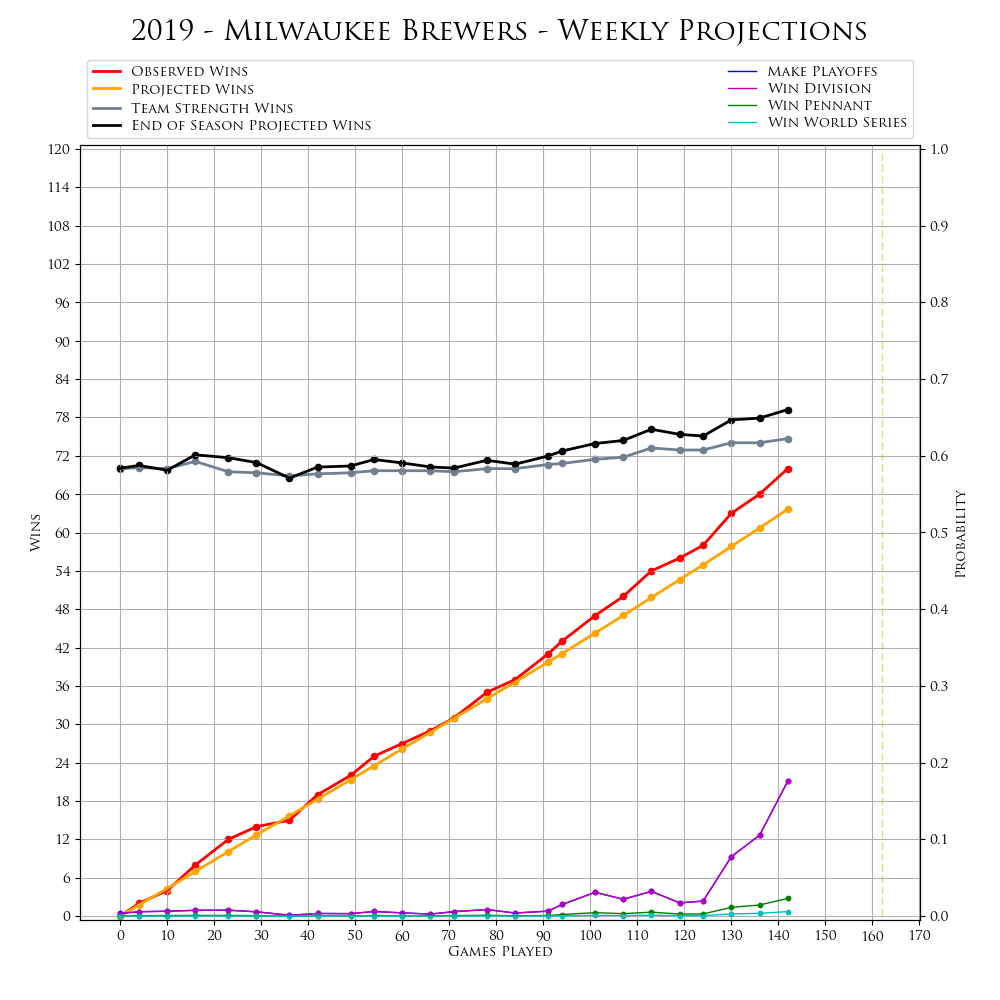 2019 - Milwaukee Brewers - Weekly Projections
Observed Wins
Projected Wins
Team Strength Wins
End of Season Projected Wins
Make Playoffs
Win Division
Win Pennant
Win World Series
120
114
108
102
96
90
84
78
72
66
60
54
48
42
36
30
24
18
12
6
0
Wins
1.0
0.9
0.8
0.7
0.6
0.5
0.4
0.3
0.2
0.1
0.0
Probability
0 10 20 30 40 50 60 70 80 90 100 110 120 130 140 150 160 170
Games Played